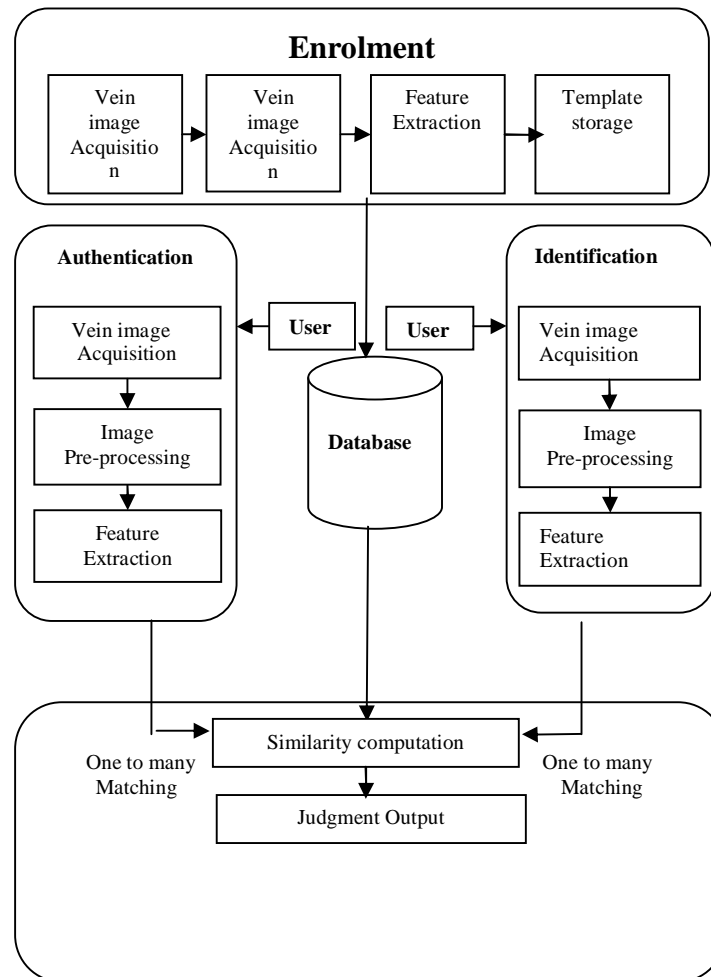 Enrolment
Vein
image
Acquisitio
n
Vein
image
Acquisitio
n
Feature
Extraction
Template
storage
Authentication
User
Vein image
Acquisition
Image
Pre-processing
Feature
Extraction
User
Identification
Vein image
Acquisition
Image
Pre-processing
Feature
Extraction
Database
Similarity computation
One to many
Matching
One to many
Matching
Judgment Output